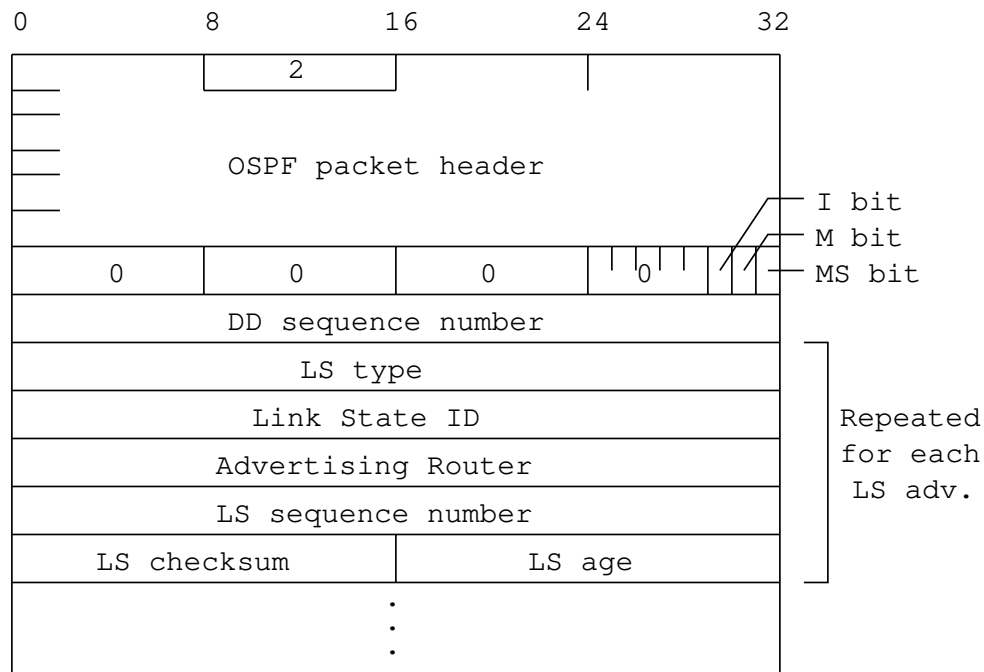 0 8 16 24 32
2
OSPF packet header
I bit
M bit
0 0 0 0 MS bit
DD sequence number
LS type
Link State ID
Repeated
for each
LS adv.
Advertising Router
LS sequence number
LS checksum LS age
.
.
.